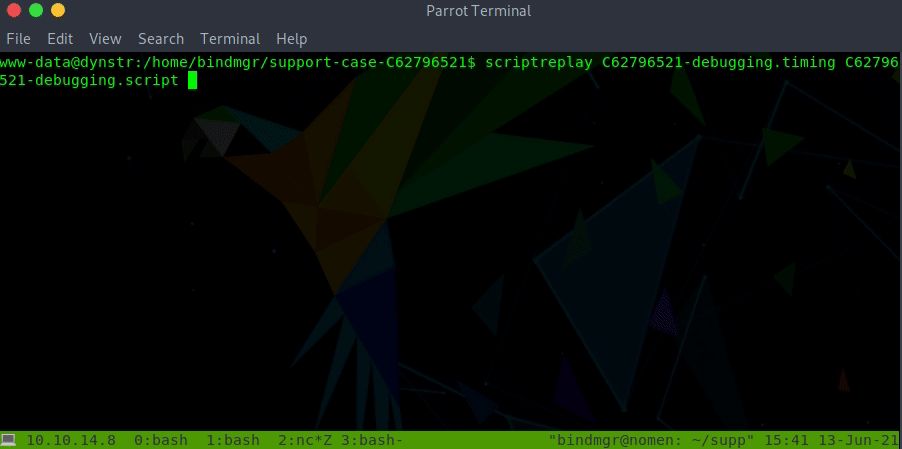 Parrot Terminal
File Edit View Search Terminal Help
www-data@dynstr:/home/bindmgr/support-case-C62796521$ scriptreplay C62796521-debugging.timing C62796
521-debugging.script
10.10.14.8 0:bash 1:bash 2:nc*Z 3:bash- "bindmgr@nomen: ~/supp" 15:41 13-Jun-21